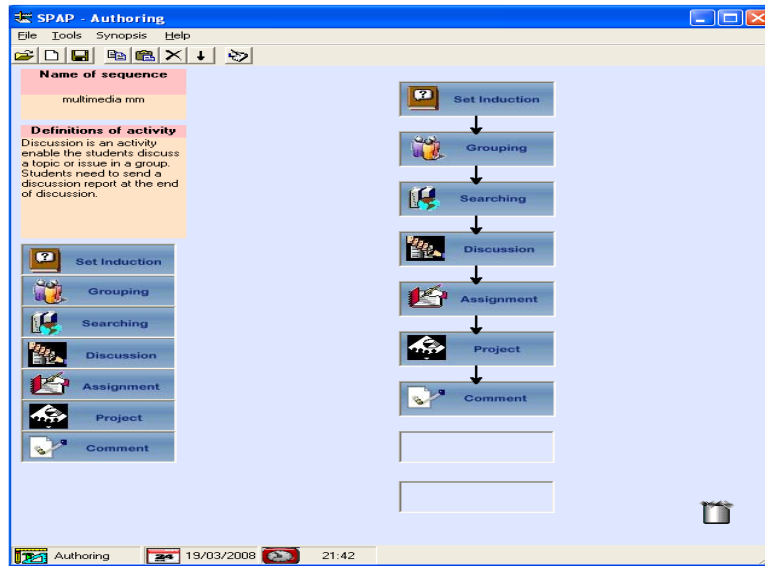 SPAP - Authoring
File Tools Synopsis Help
Name of sequence
multimedia mm
Definitions of activity
Discussion is an activity
enable the students discuss
a topic or issue in a group.
Students need to send a
discussion report at the end
of discussion.
Set Induction
Grouping
Searching
Discussion
Assignment
Project
Comment
Set Induction
Grouping
Searching
Discussion
Assignment
Project
Comment
Authoring 24 19/03/2008 21:42